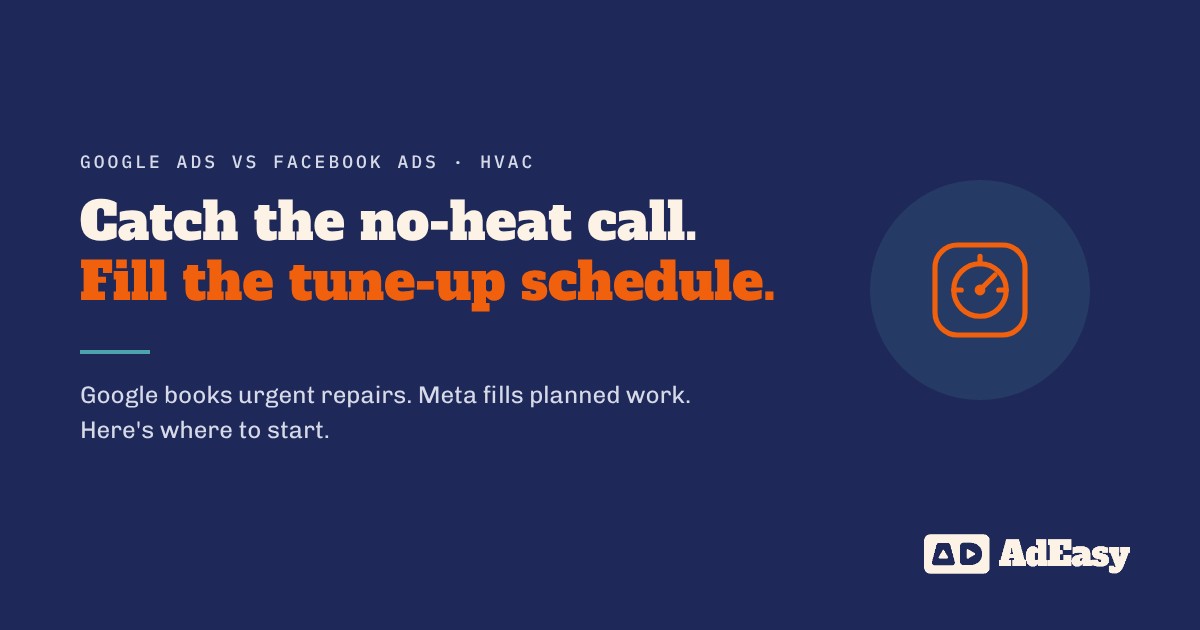 GOOGLE ADS VS FACEBOOK ADS · HVAC
Catch the no-heat call.
Fill the tune-up schedule.
Google books urgent repairs. Meta fills planned work.
Here's where to start.
AD AdEasy